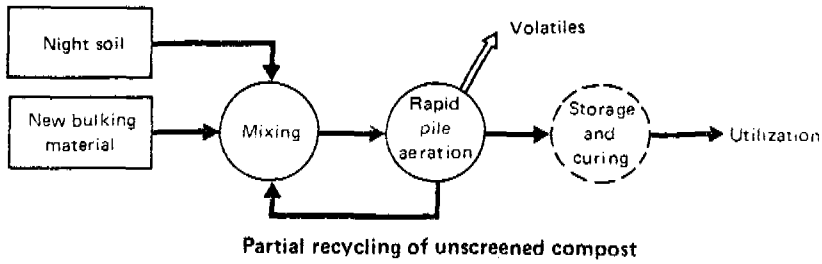 Night soil
Volatiles
New bulking
material
Mixing
Rapid
pile
aeration
Storage
and
curing
Utilization
Partial recycling of unscreened compost